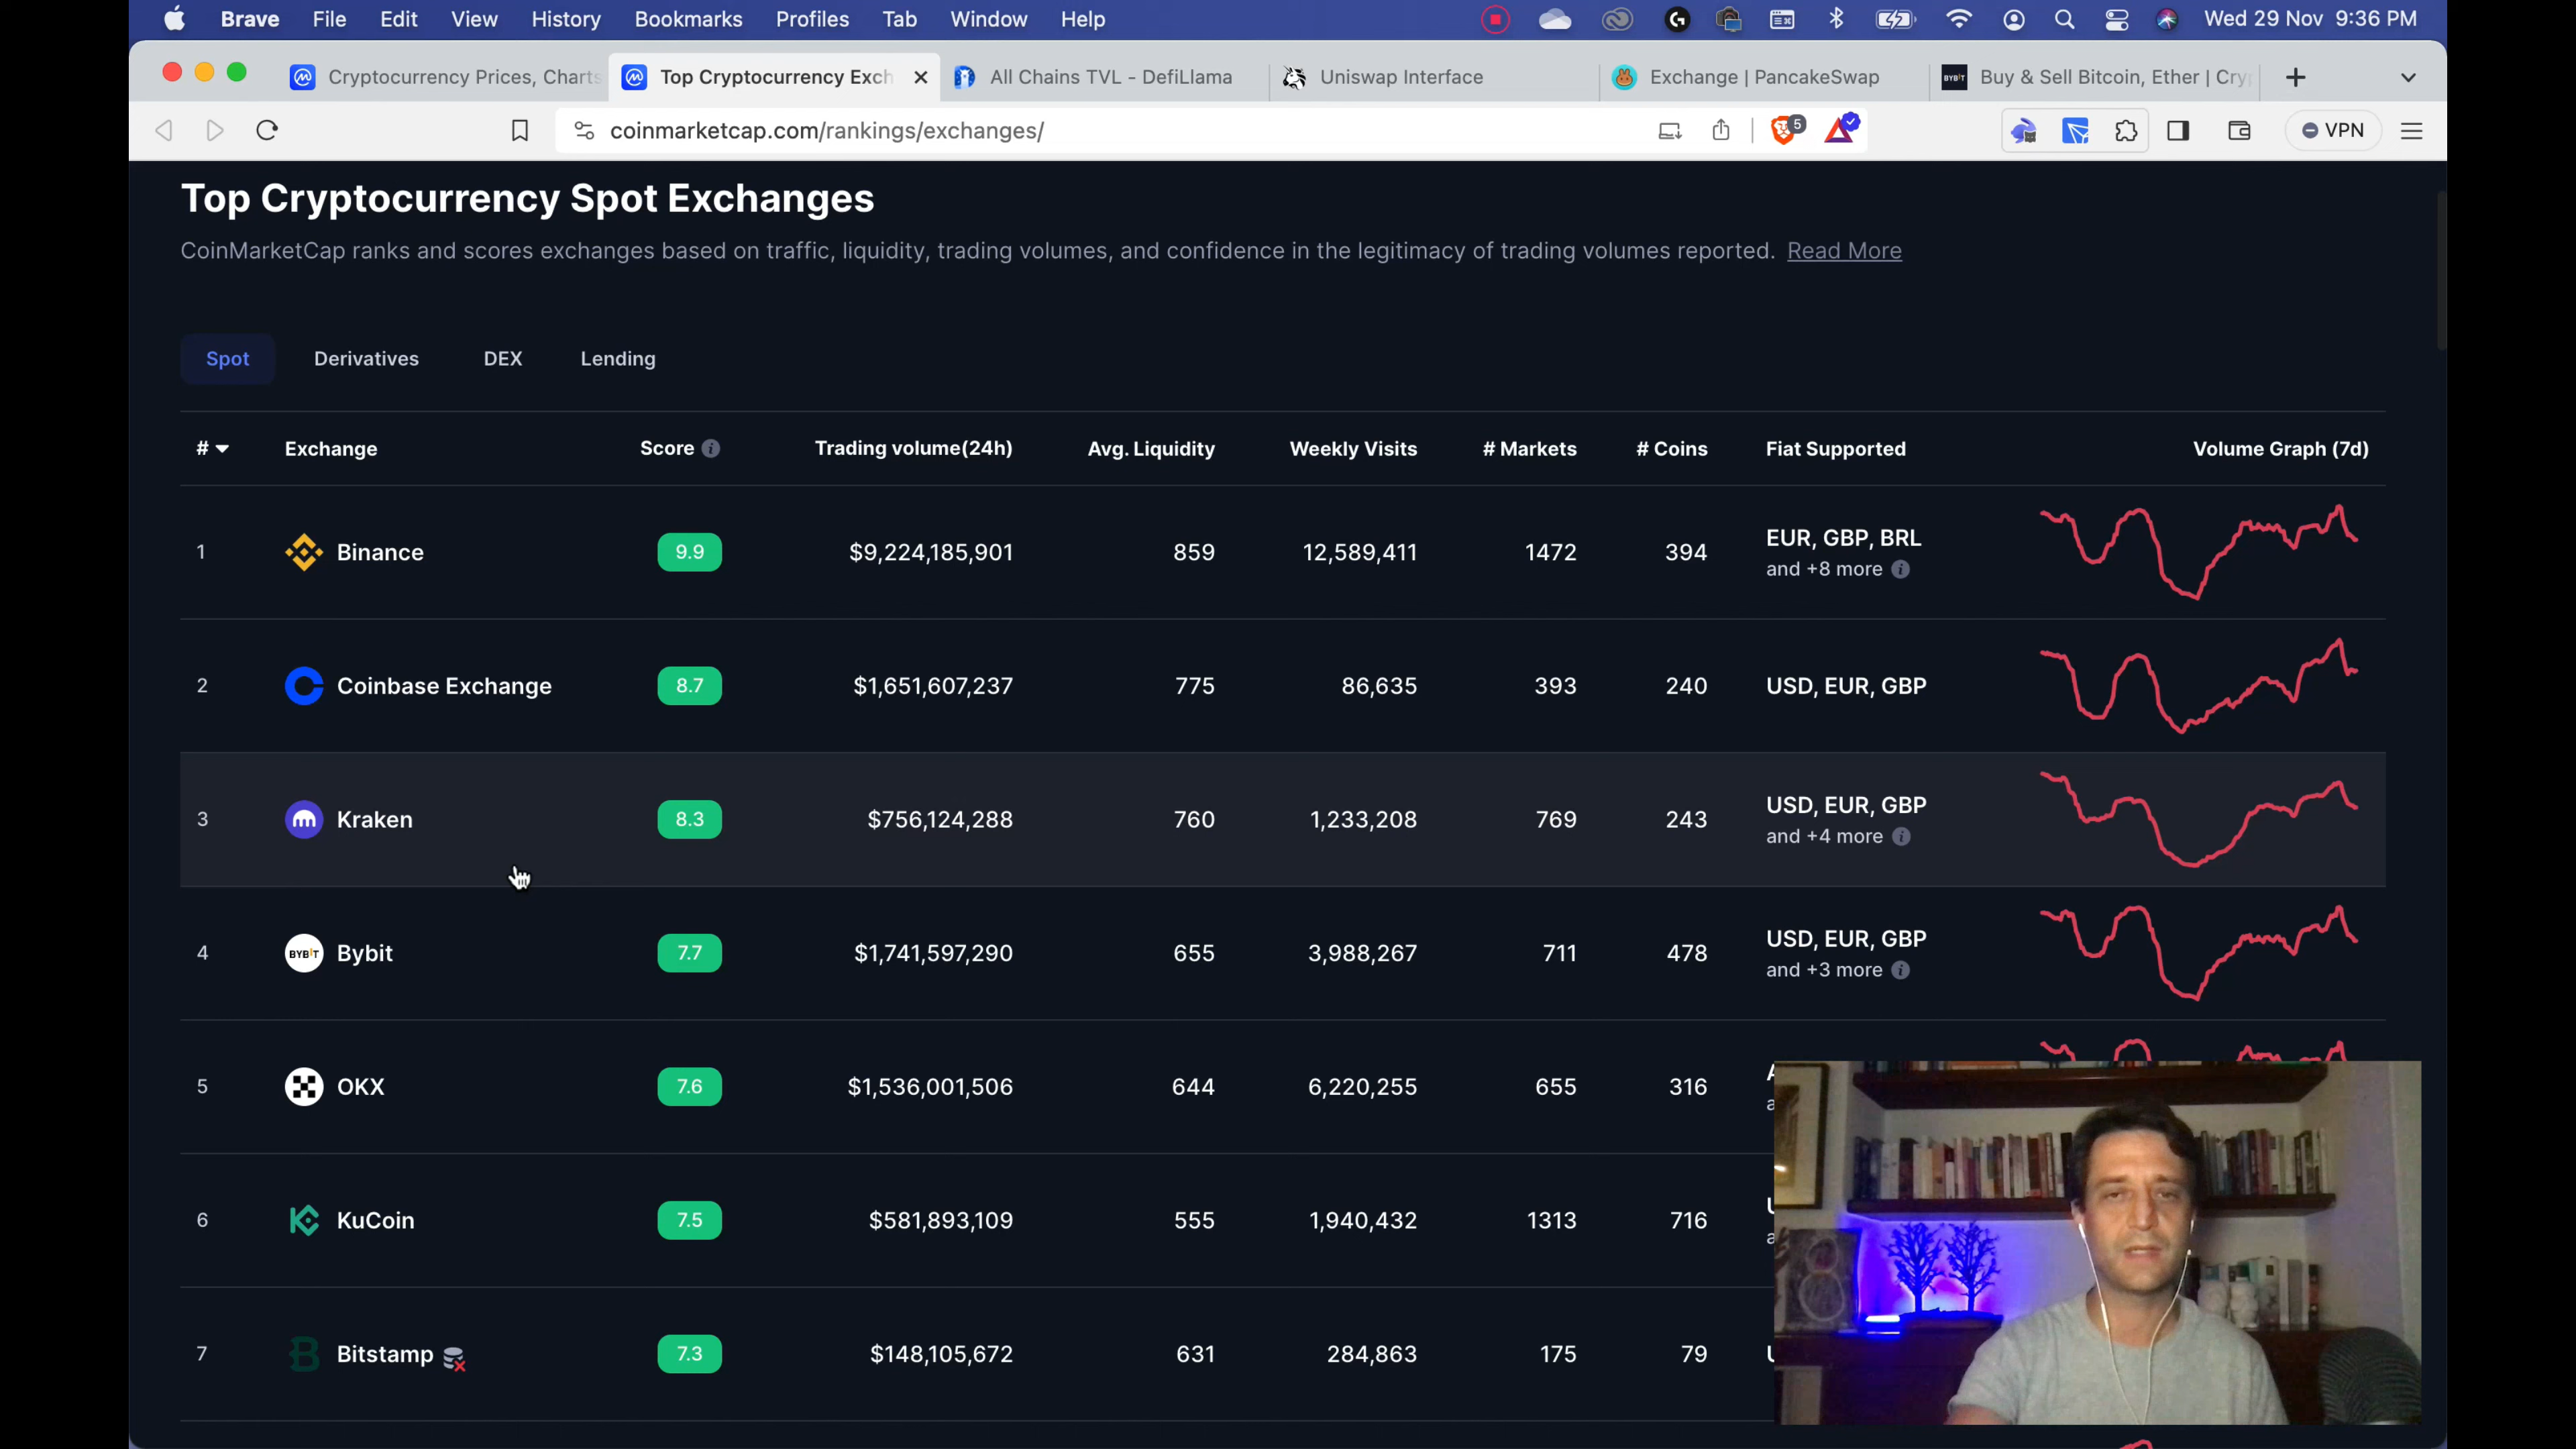 Brave File Edit View History Bookmarks Profiles Tab Window Help Wed 29 Nov 9:36 PM
Cryptocurrency Prices, Charts Top Cryptocurrency Exch All Chains TVL - DefiLlama Uniswap Interface Exchange | PancakeSwap BYBIT Buy & Sell Bitcoin, Ether | Cry
coinmarketcap.com/rankings/exchanges/ 5 VPN
Top Cryptocurrency Spot Exchanges
CoinMarketCap ranks and scores exchanges based on traffic, liquidity, trading volumes, and confidence in the legitimacy of trading volumes reported. Read More
Spot Derivatives DEX Lending
# Exchange Score Trading volume(24h) Avg. Liquidity Weekly Visits # Markets # Coins Fiat Supported Volume Graph (7d)
1 Binance 9.9 $9,224,185,901 859 12,589,411 1472 394 EUR, GBP, BRL
and +8 more
2 Coinbase Exchange 8.7 $1,651,607,237 775 86,635 393 240 USD, EUR, GBP
3 Kraken 8.3 $756,124,288 760 1,233,208 769 243 USD, EUR, GBP
and +4 more
4 BYBIT Bybit 7.7 $1,741,597,290 655 3,988,267 711 478 USD, EUR, GBP
and +3 more
5 OKX 7.6 $1,536,001,506 644 6,220,255 655 316
6 KuCoin 7.5 $581,893,109 555 1,940,432 1313 716
7 Bitstamp 7.3 $148,105,672 631 284,863 175 79